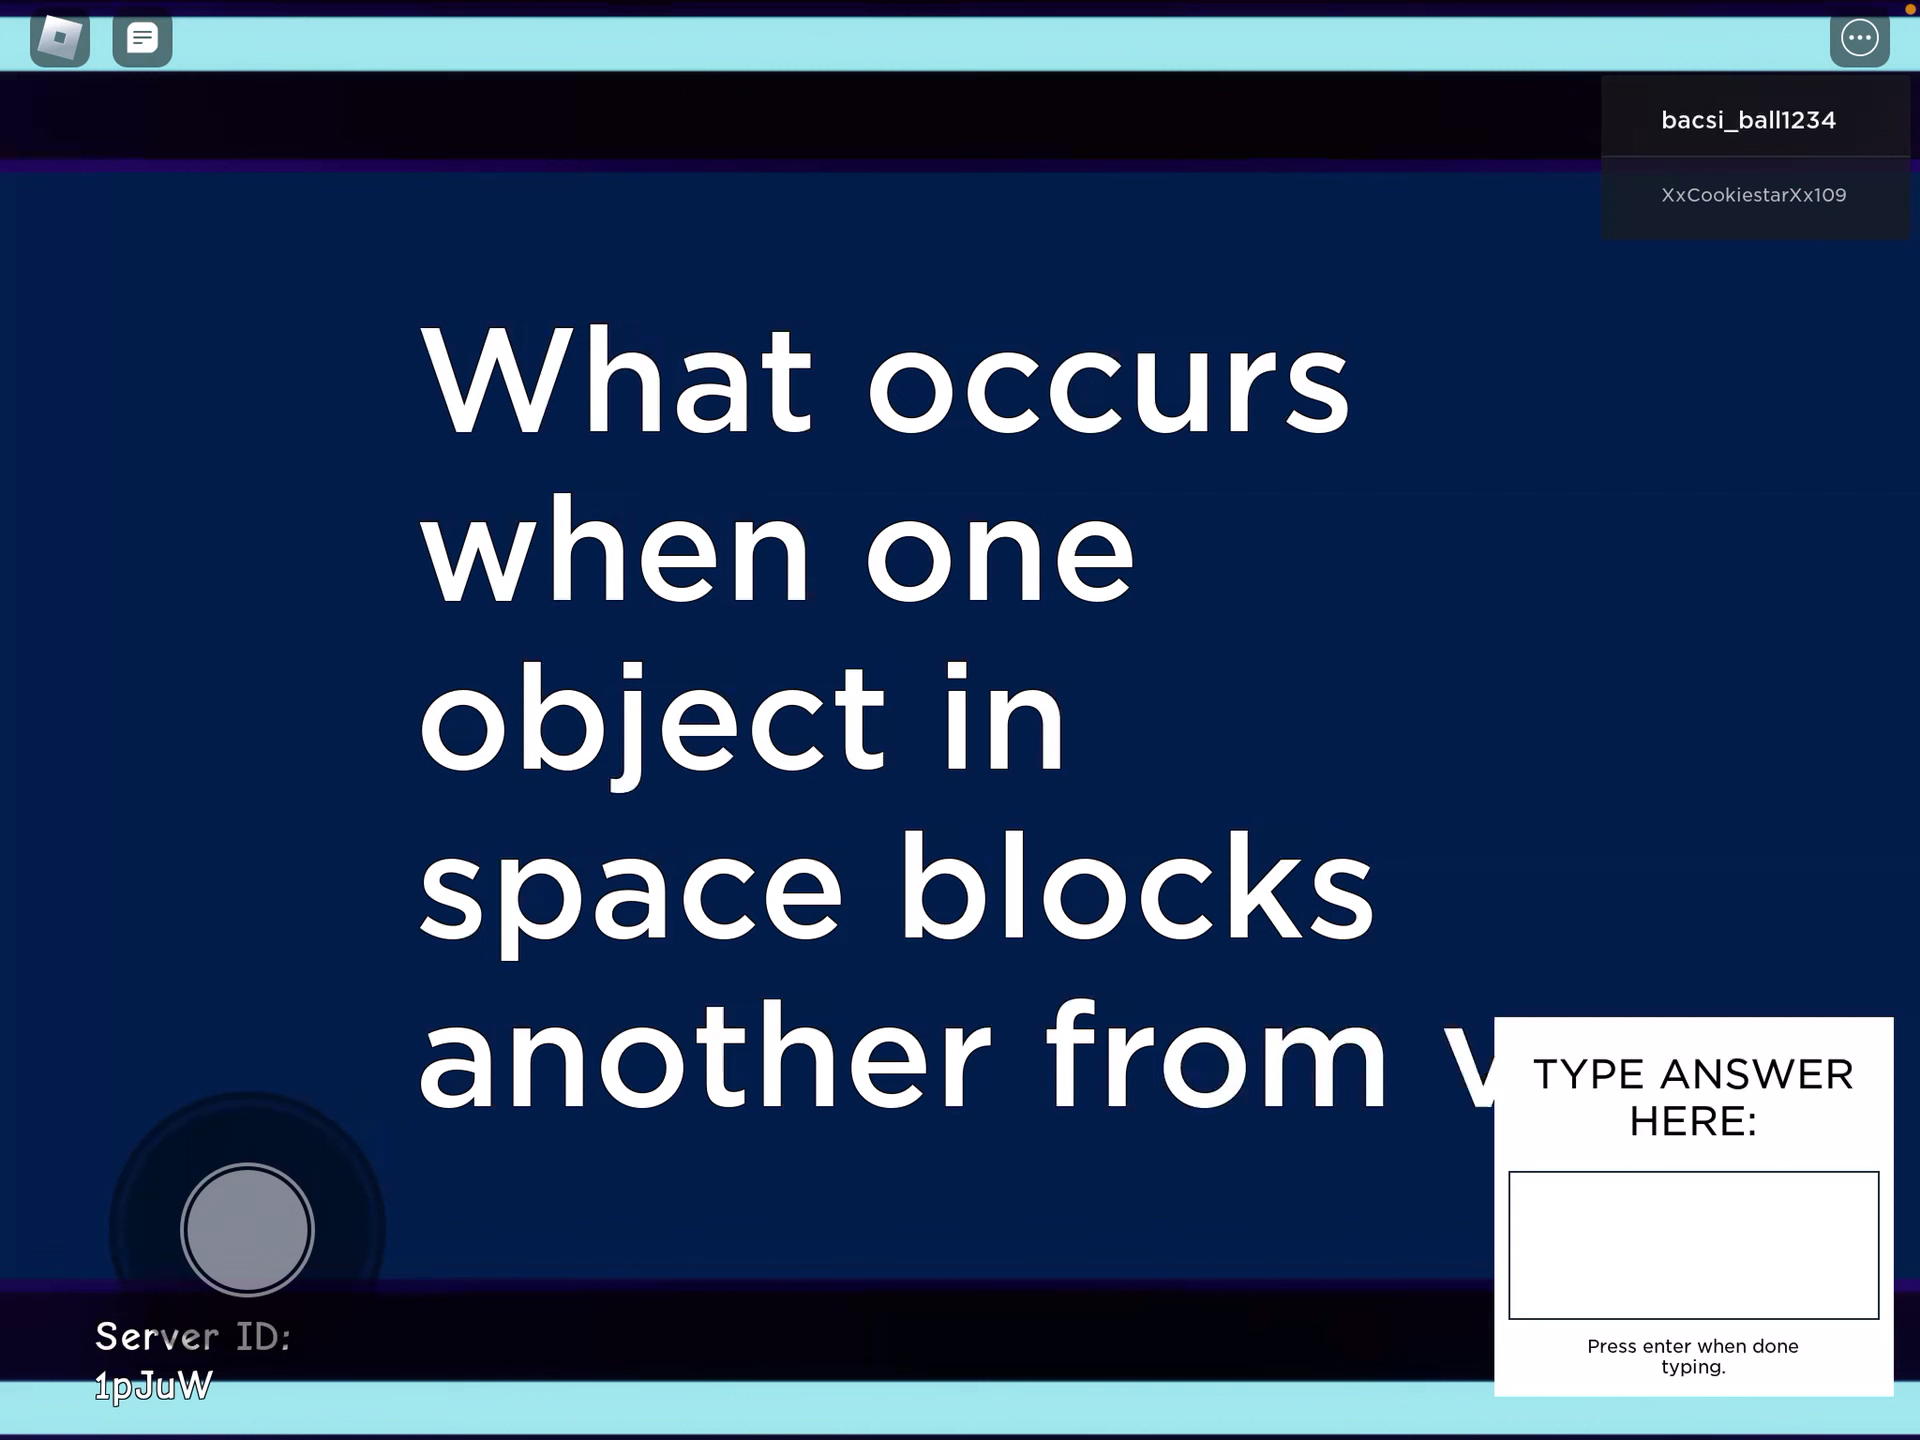 bacsi_ball1234
XxCookiestarXx109
What occurs
when one
object in
space blocks
another from
TYPE ANSWER
HERE:
Press enter when done
typing.
Server ID:
1pJuW